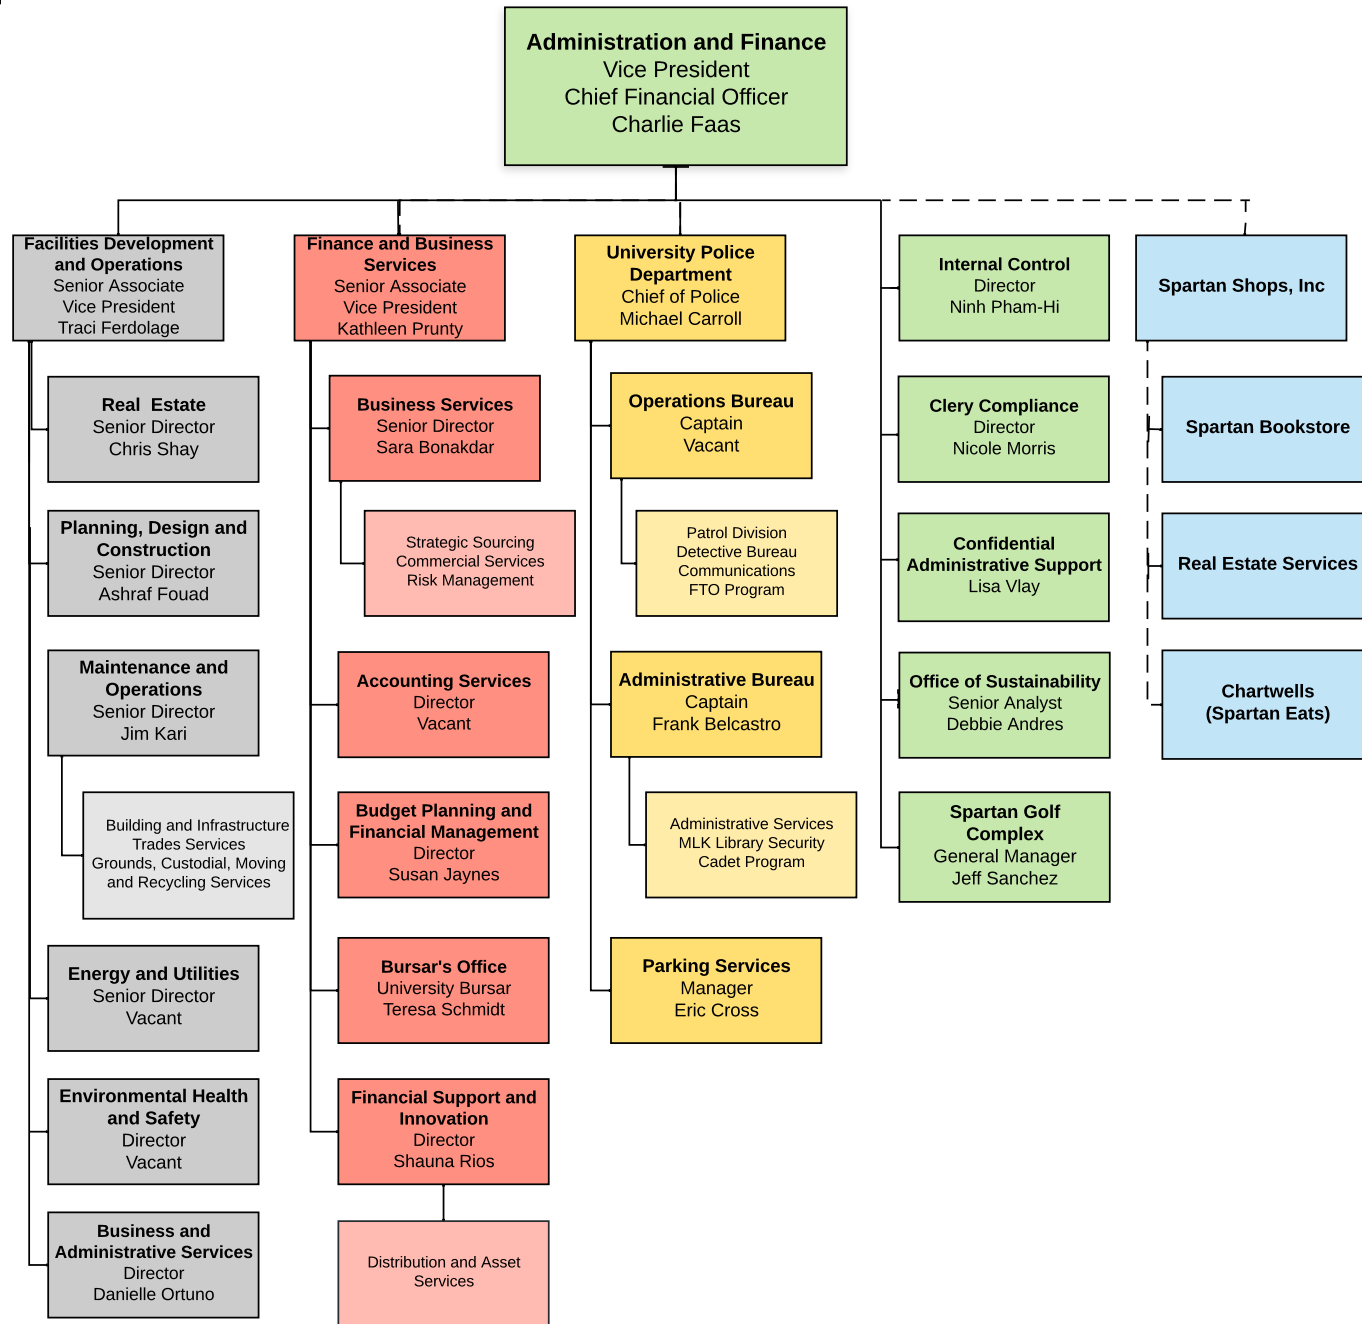 Administration and Finance
Vice President
Chief Financial Officer
Charlie Faas
Facilities Development
and Operations
Senior Associate
Vice President
Traci Ferdolage
Real  Estate
Senior Director
Chris Shay
Planning, Design and
Construction
Senior Director
Ashraf Fouad
Maintenance and
Operations
Senior Director
Jim Kari
Building and Infrastructure
Trades Services
Grounds, Custodial, Moving
and Recycling Services
Energy and Utilities
Senior Director
Vacant
Environmental Health
and Safety
Director
Vacant
Business and
Administrative Services
Director
Danielle Ortuno
Finance and Business
Services
Senior Associate
Vice President
Kathleen Prunty
Business Services
Senior Director
Sara Bonakdar
Strategic Sourcing
Commercial Services
Risk Management
Accounting Services
Director
Vacant
Budget Planning and
Financial Management
Director
Susan Jaynes
Bursar's Office
University Bursar
Teresa Schmidt
Financial Support and
Innovation
Director
Shauna Rios
Distribution and Asset
Services
University Police
Department
Chief of Police
Michael Carroll
Operations Bureau
Captain
Vacant
Patrol Division
Detective Bureau
Communications
FTO Program
Administrative Bureau
Captain
Frank Belcastro
Administrative Services
MLK Library Security
Cadet Program
Parking Services
Manager
Eric Cross
Internal Control
Director
Ninh Pham-Hi
Clery Compliance
Director
Nicole Morris
Confidential
Administrative Support
Lisa Vlay
Office of Sustainability
Senior Analyst
Debbie Andres
Spartan Golf
Complex
General Manager
Jeff Sanchez
Spartan Shops, Inc
Spartan Bookstore
Real Estate Services
Chartwells
(Spartan Eats)